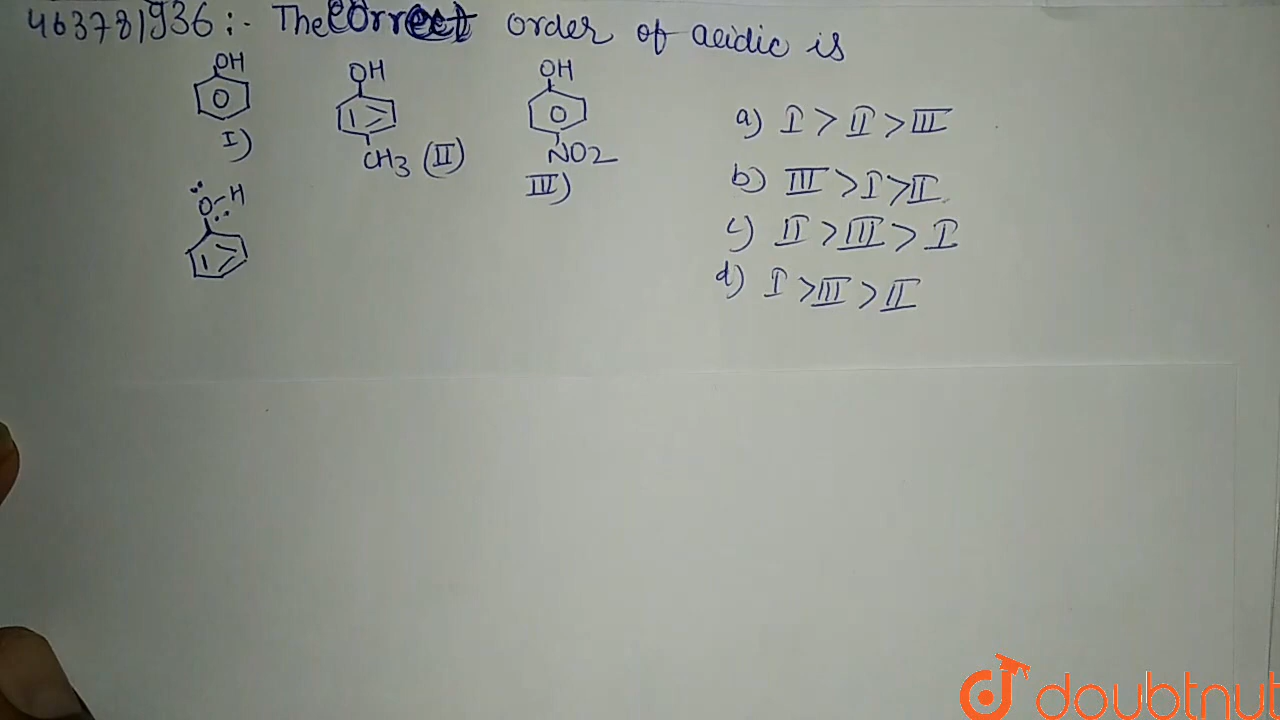 463781936:- The correct order of acidic is
OH
I)
OH
CH3 (II)
OH
NO2
III)
Ö-H
a) I > II > III
b) III > I > II
c) II > III > I
d) I > III > II
doubtnut